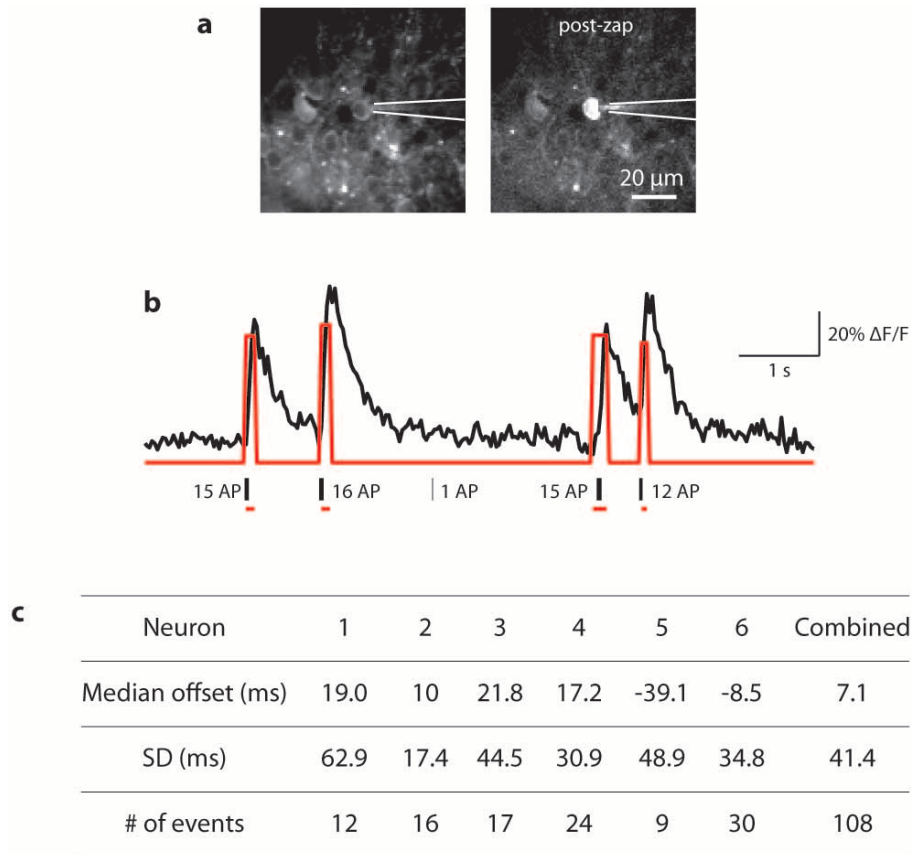 a
post-zap
20 µm
b
20% ΔF/F
1 s
15 AP 16 AP 1 AP 15 AP 12 AP
c
Neuron 1 2 3 4 5 6 Combined
Median offset (ms) 19.0 10 21.8 17.2 -39.1 -8.5 7.1
SD (ms) 62.9 17.4 44.5 30.9 48.9 34.8 41.4
# of events 12 16 17 24 9 30 108